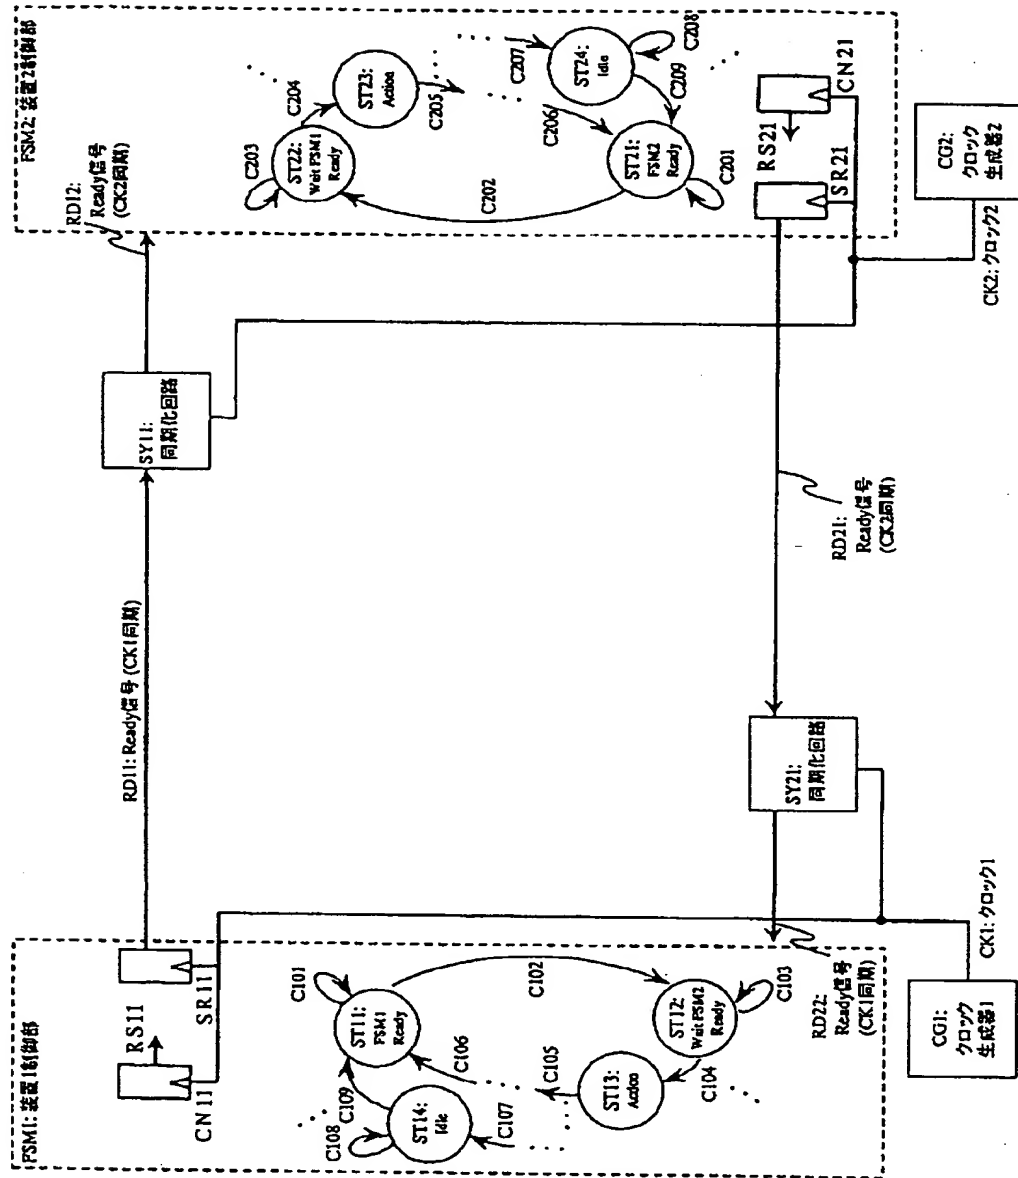 FSM1: 装置1制御部
CN11
RS11
SR11
ST11:
FSM1
Ready
C101
C102
ST12:
Wait FSM2
Ready
C103
C104
ST13:
Action
C105
C106
C107
ST14:
Idle
C108
C109
RD11: Ready信号 (CK1同期)
SY11:
同期化回路
RD12:
Ready信号
(CK2同期)
FSM2: 装置2制御部
ST22:
Wait FSM1
Ready
C203
C204
ST23:
Action
C205
C206
C207
ST24:
Idle
C208
C209
ST21:
FSM2
Ready
C201
C202
RS21
SR21
CN21
CG2:
クロック
生成器2
CK2: クロック2
RD21:
Ready信号
(CK2同期)
SY21:
同期化回路
RD22:
Ready信号
(CK1同期)
CK1: クロック1
CG1:
クロック
生成器1